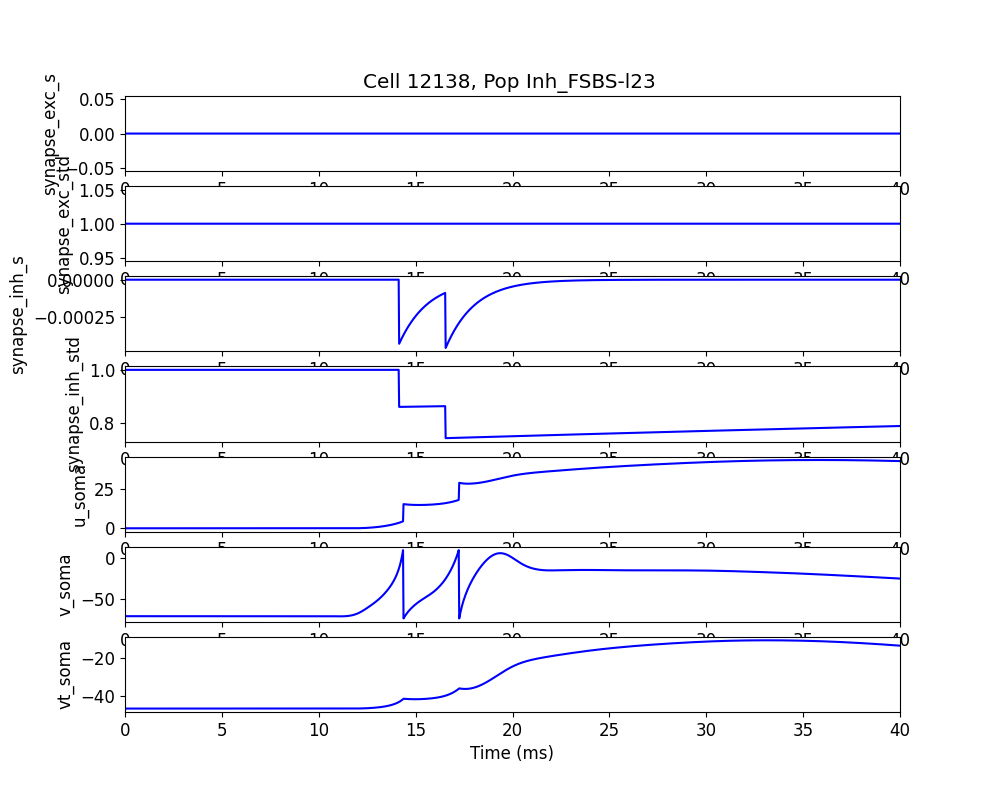 Cell 12138, Pop Inh_FSBS-l23
synapse_exc_s
0.05
0.00
−0.05
0 5 10 15 20 25 30 35 40
synapse_exc_std
1.05
1.00
0.95
0 5 10 15 20 25 30 35 40
synapse_inh_s
0.00000
−0.00025
0 5 10 15 20 25 30 35 40
synapse_inh_std
1.0
0.8
0 5 10 15 20 25 30 35 40
u_soma
25
0
0 5 10 15 20 25 30 35 40
v_soma
0
−50
0 5 10 15 20 25 30 35 40
vt_soma
−20
−40
0 5 10 15 20 25 30 35 40
Time (ms)